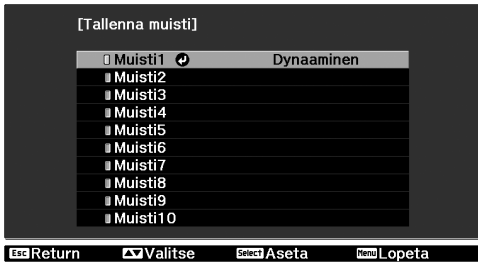 [Tallenna muisti]
Muisti1 Dynaaminen
Muisti2
Muisti3
Muisti4
Muisti5
Muisti6
Muisti7
Muisti8
Muisti9
Muisti10
Esc Return Valitse Select Aseta Menu Lopeta